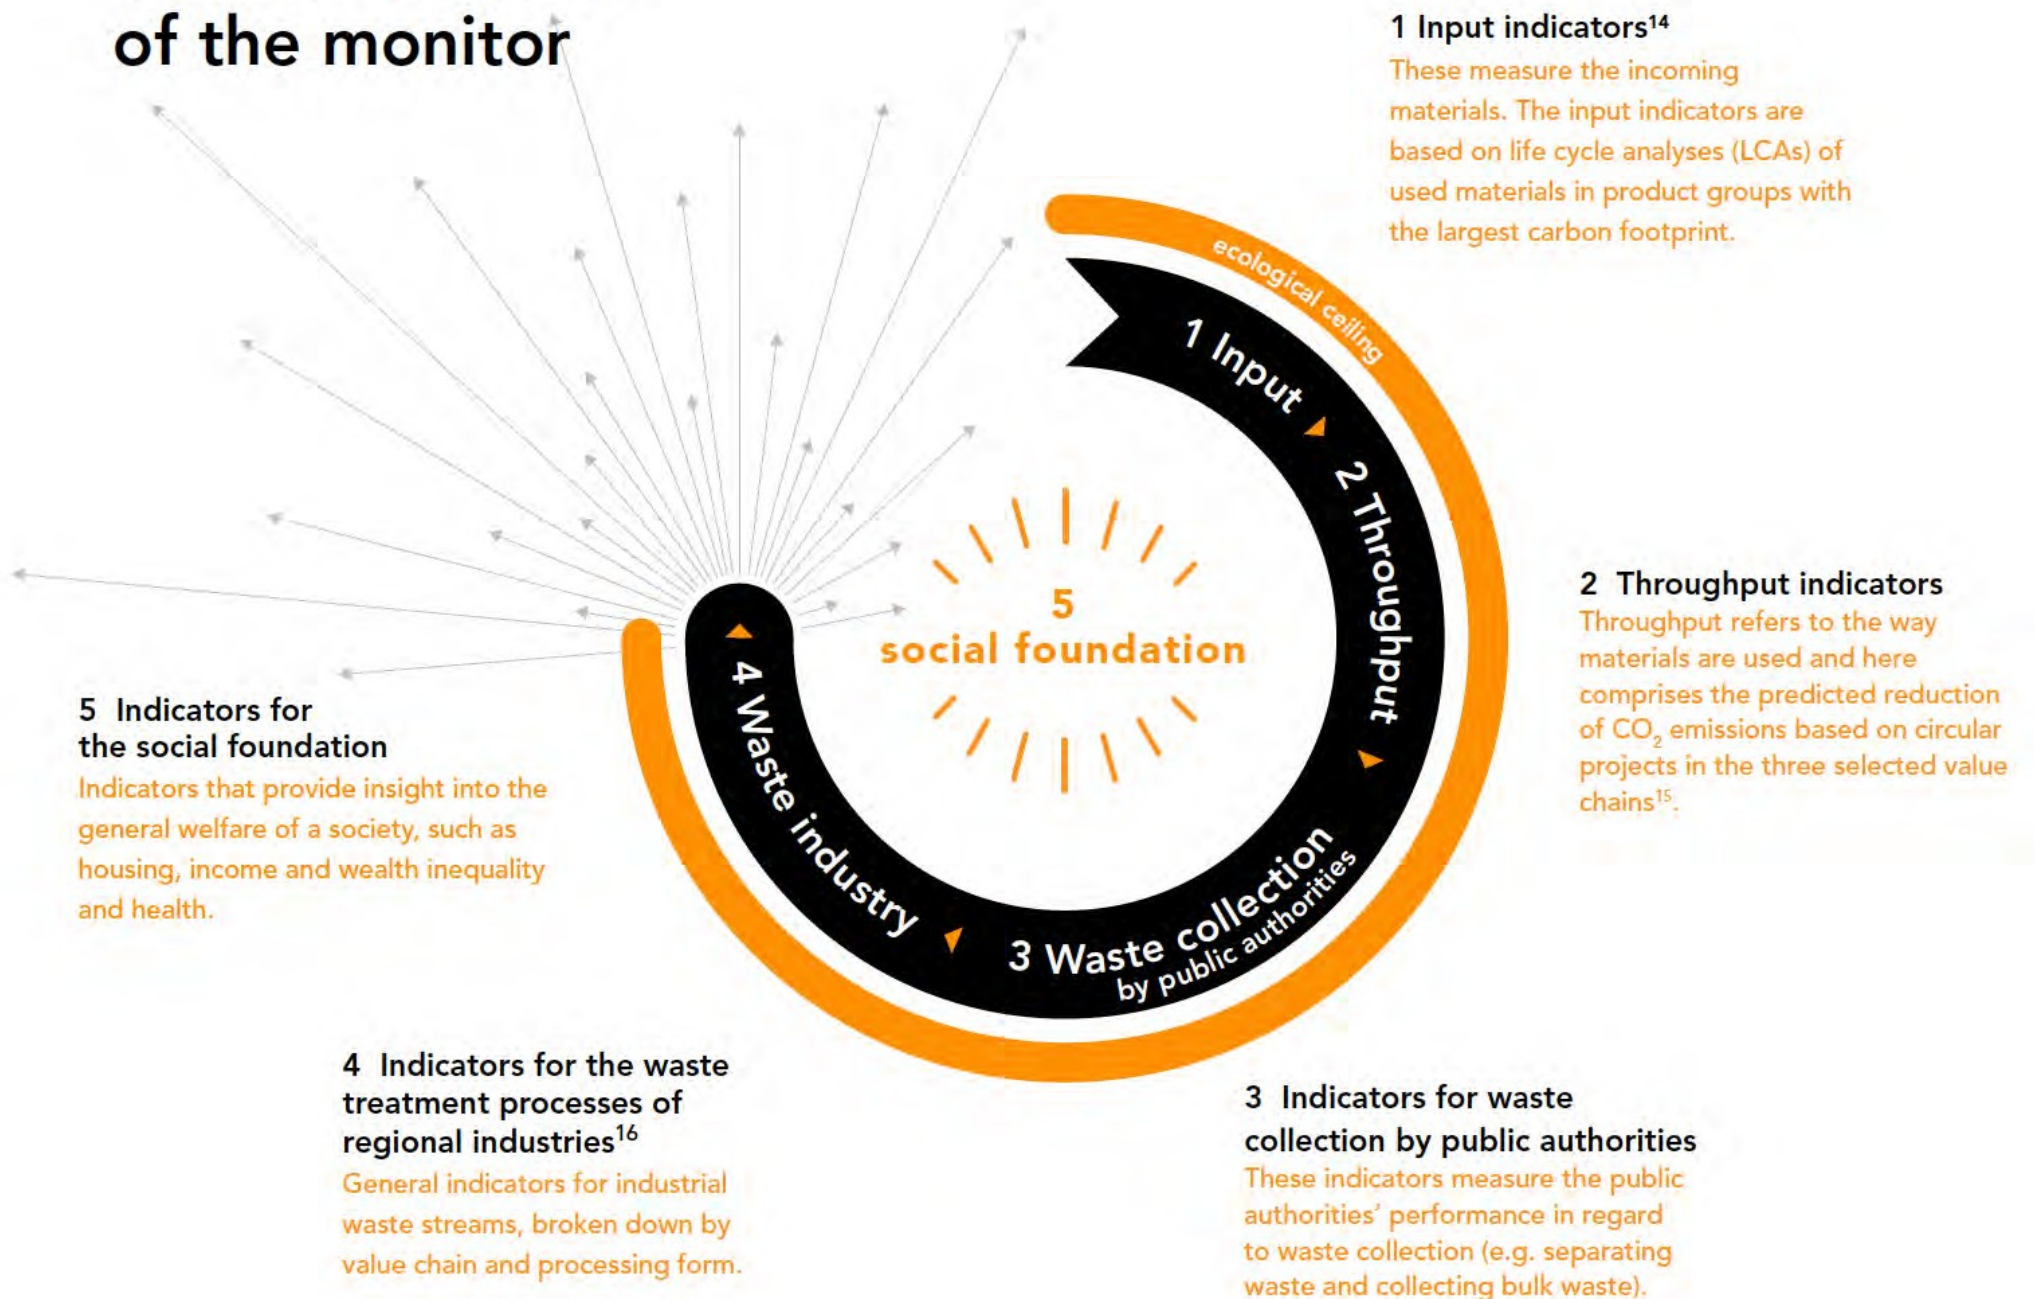 of the monitor
1 Input indicators¹⁴
These measure the incoming
materials. The input indicators are
based on life cycle analyses (LCAs) of
used materials in product groups with
the largest carbon footprint.
ecological ceiling
1 Input
2 Throughput
3 Waste collection
by public authorities
4 Waste industry
5
social foundation
2 Throughput indicators
Throughput refers to the way
materials are used and here
comprises the predicted reduction
of CO₂ emissions based on circular
projects in the three selected value
chains¹⁵.
3 Indicators for waste
collection by public authorities
These indicators measure the public
authorities' performance in regard
to waste collection (e.g. separating
waste and collecting bulk waste).
4 Indicators for the waste
treatment processes of
regional industries¹⁶
General indicators for industrial
waste streams, broken down by
value chain and processing form.
5 Indicators for
the social foundation
Indicators that provide insight into the
general welfare of a society, such as
housing, income and wealth inequality
and health.